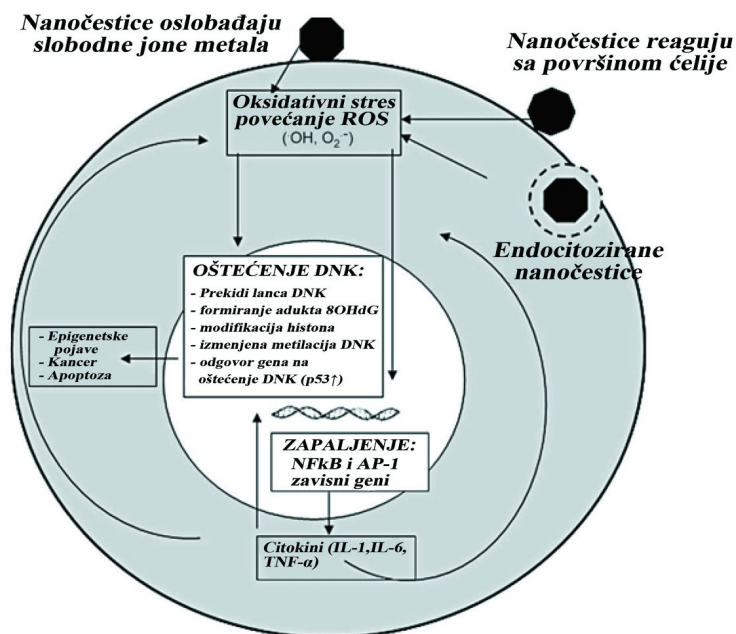 Nanočestice oslobađaju
slobodne jone metala
Nanočestice reaguju
sa površinom ćelije
Oksidativni stres
povećanje ROS
(·OH, O₂·⁻)
Endocitozirane
nanočestice
OŠTEĆENJE DNK:
- Prekidi lanca DNK
- formiranje adukta 8OHdG
- modifikacija histona
- izmenjena metilacija DNK
- odgovor gena na
oštećenje DNK (p53↑)
- Epigenetske
pojave
- Kancer
- Apoptoza
ZAPALJENJE:
NFkB i AP-1
zavisni geni
Citokini (IL-1,IL-6,
TNF-α)